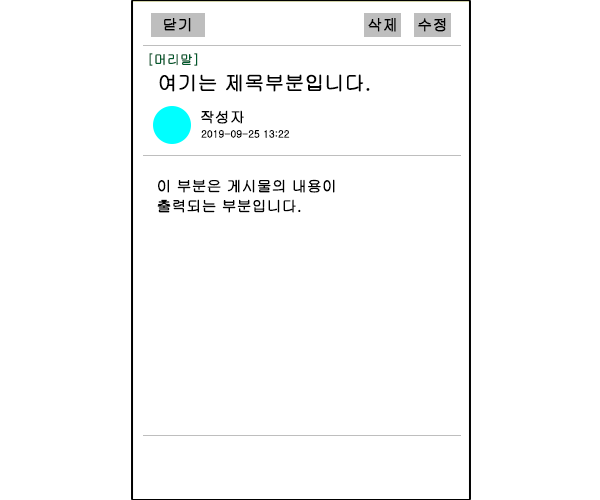 닫기 삭제 수정
[머리말]
여기는 제목부분입니다.
작성자
2019-09-25 13:22
이 부분은 게시물의 내용이
출력되는 부분입니다.